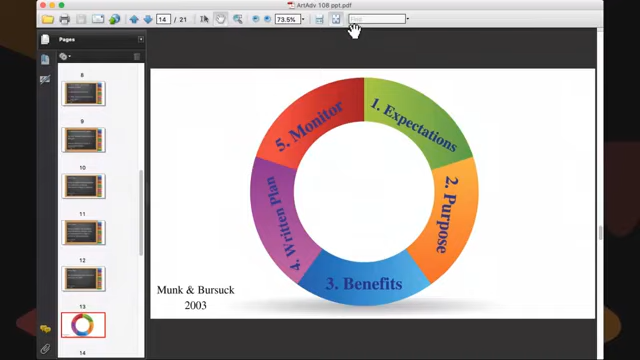 ArtAdv 108 ppt.pdf
14 / 21
73.5%
Find
Pages
8
9
10
11
12
13
14
1. Expectations
2. Purpose
3. Benefits
4. Written Plan
5. Monitor
Munk & Bursuck
2003